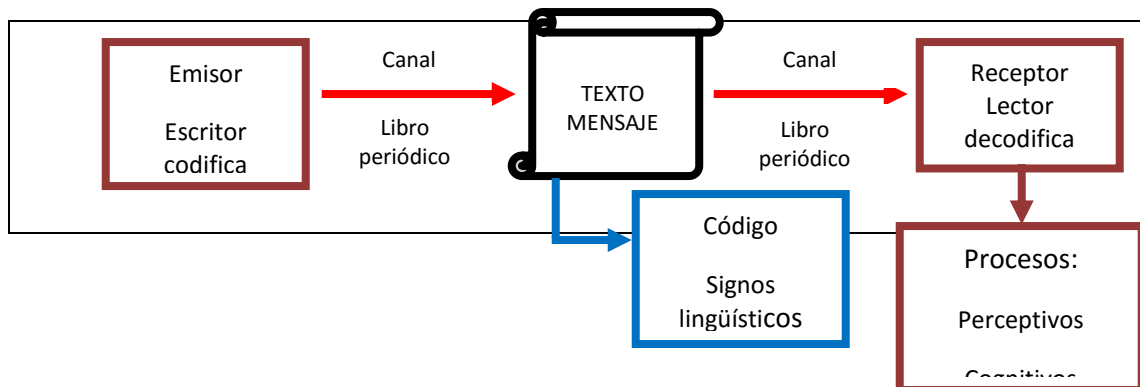 Emisor
Escritor
codifica
Canal
Libro
periódico
TEXTO
MENSAJE
Canal
Libro
periódico
Receptor
Lector
decodifica
Código
Signos
lingüísticos
Procesos:
Perceptivos
Cognitivos